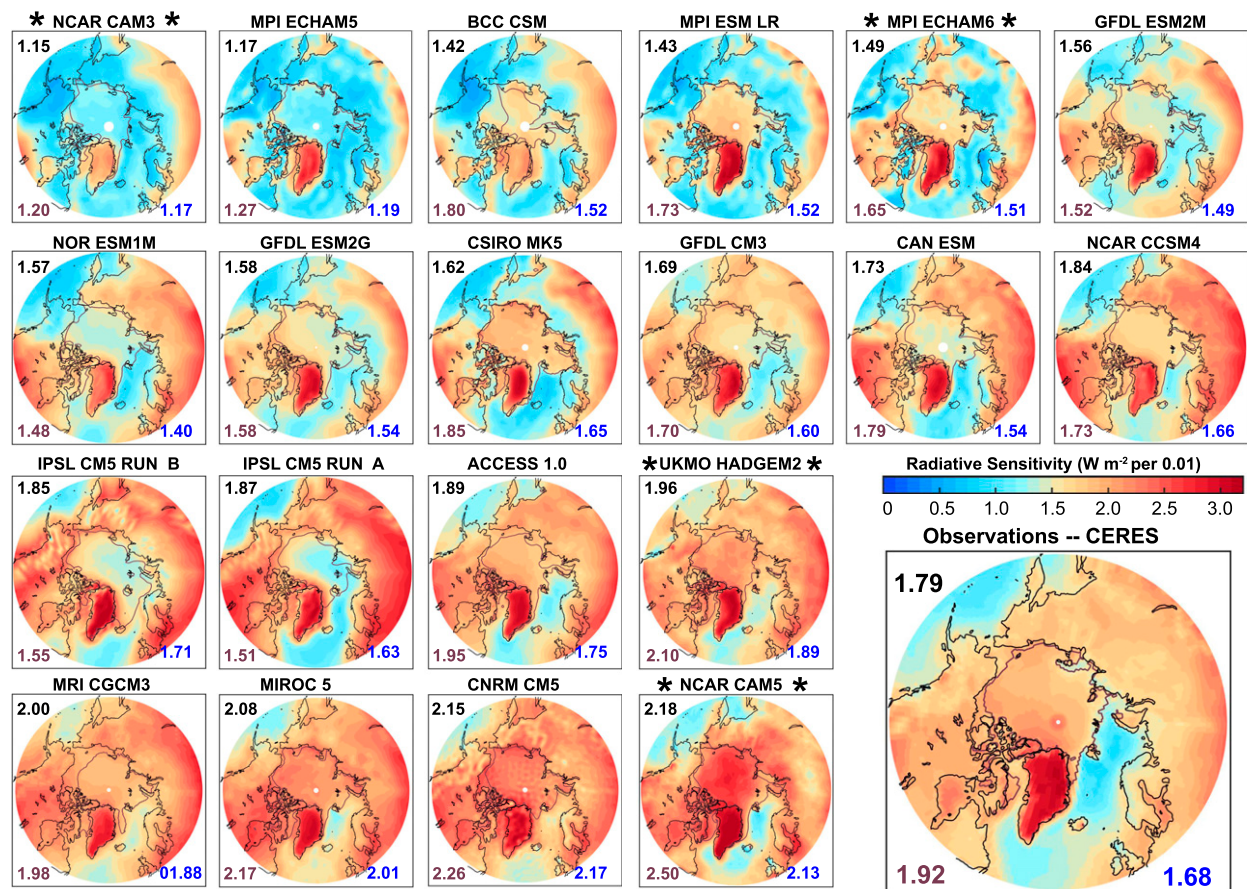 * NCAR CAM3 * MPI ECHAM5 BCC CSM MPI ESM LR * MPI ECHAM6 * GFDL ESM2M
1.15 1.17 1.42 1.43 1.49 1.56
1.20 1.17 1.27 1.19 1.80 1.52 1.73 1.52 1.65 1.51 1.52 1.49
NOR ESM1M GFDL ESM2G CSIRO MK5 GFDL CM3 CAN ESM NCAR CCSM4
1.57 1.58 1.62 1.69 1.73 1.84
1.48 1.40 1.58 1.54 1.85 1.65 1.70 1.60 1.79 1.54 1.73 1.66
IPSL CM5 RUN B IPSL CM5 RUN A ACCESS 1.0 *UKMO HADGEM2 *
1.85 1.87 1.89 1.96
1.55 1.71 1.51 1.63 1.95 1.75 2.10 1.89
Radiative Sensitivity (W m-2 per 0.01)
0 0.5 1.0 1.5 2.0 2.5 3.0
Observations -- CERES
1.79
1.92 1.68
MRI CGCM3 MIROC 5 CNRM CM5 * NCAR CAM5 *
2.00 2.08 2.15 2.18
1.98 01.88 2.17 2.01 2.26 2.17 2.50 2.13